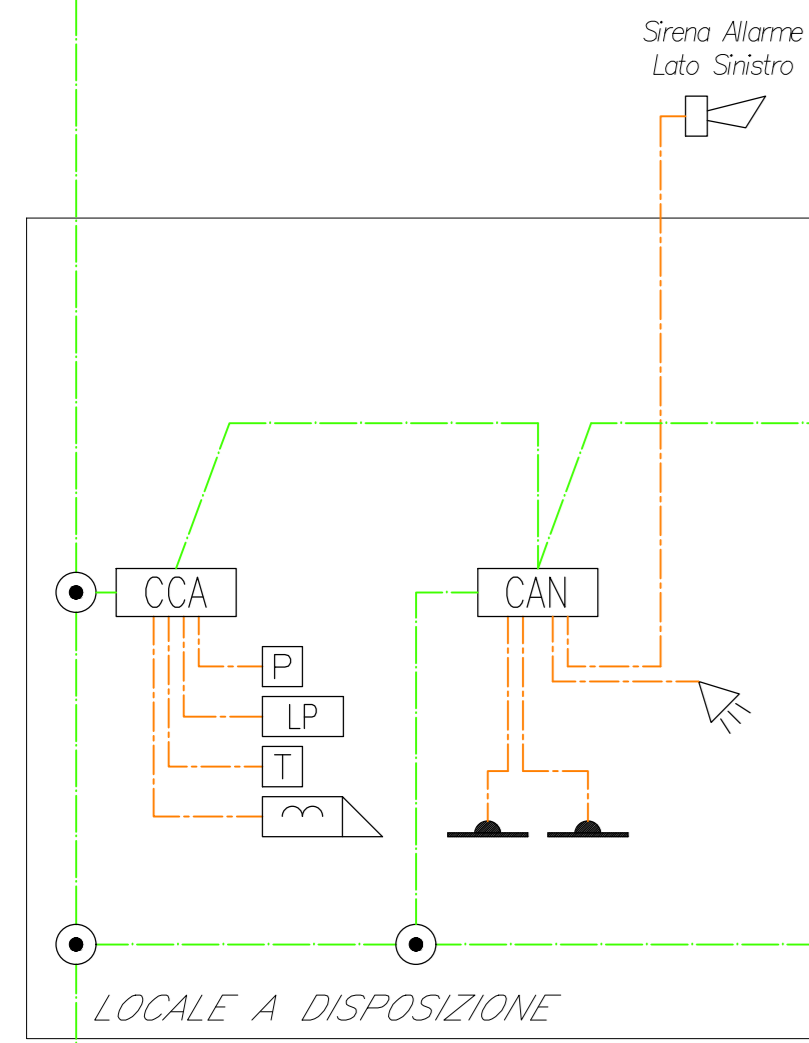 Sirena Allarme
Lato Sinistro
CCA
CAN
P
LP
T
LOCALE A DISPOSIZIONE